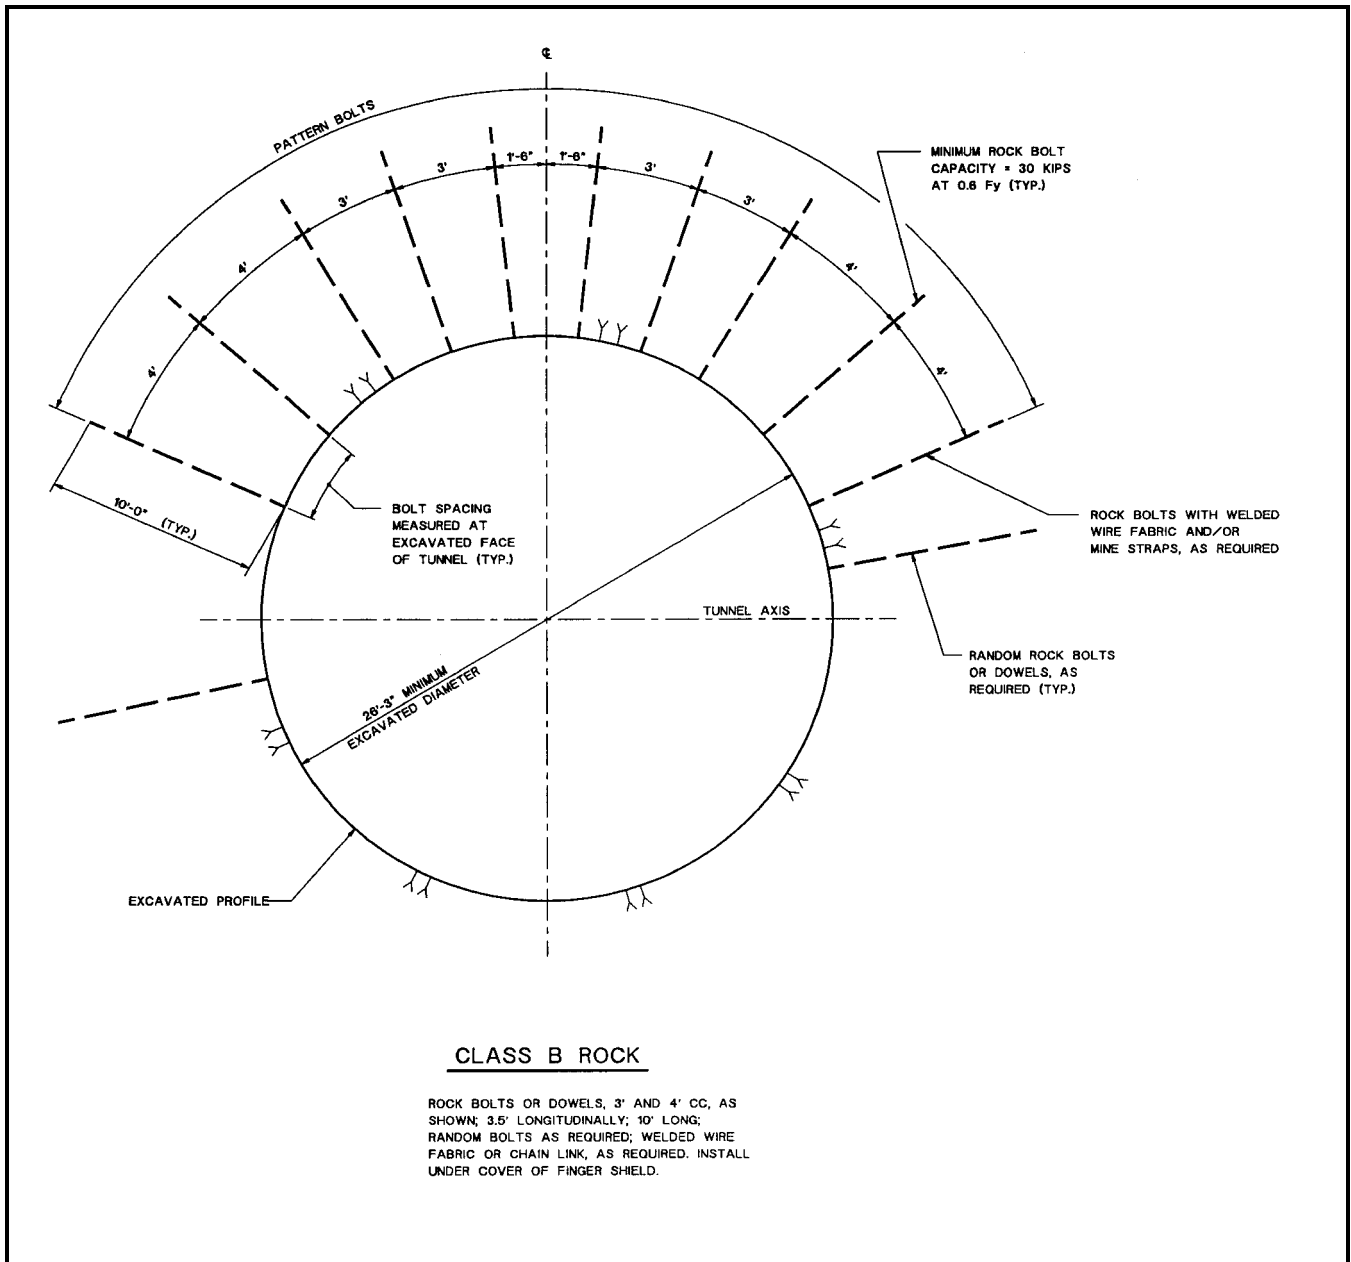 ℄
PATTERN BOLTS
4'
4'
3'
3'
1'-6"
1'-6"
3'
3'
4'
4'
MINIMUM ROCK BOLT
CAPACITY = 30 KIPS
AT 0.6 Fy (TYP.)
10'-0" (TYP.)
BOLT SPACING
MEASURED AT
EXCAVATED FACE
OF TUNNEL (TYP.)
ROCK BOLTS WITH WELDED
WIRE FABRIC AND/OR
MINE STRAPS, AS REQUIRED
TUNNEL AXIS
RANDOM ROCK BOLTS
OR DOWELS, AS
REQUIRED (TYP.)
26'-3" MINIMUM
EXCAVATED DIAMETER
EXCAVATED PROFILE
CLASS B ROCK
ROCK BOLTS OR DOWELS, 3' AND 4' CC, AS
SHOWN; 3.5' LONGITUDINALLY; 10' LONG;
RANDOM BOLTS AS REQUIRED; WELDED WIRE
FABRIC OR CHAIN LINK, AS REQUIRED. INSTALL
UNDER COVER OF FINGER SHIELD.